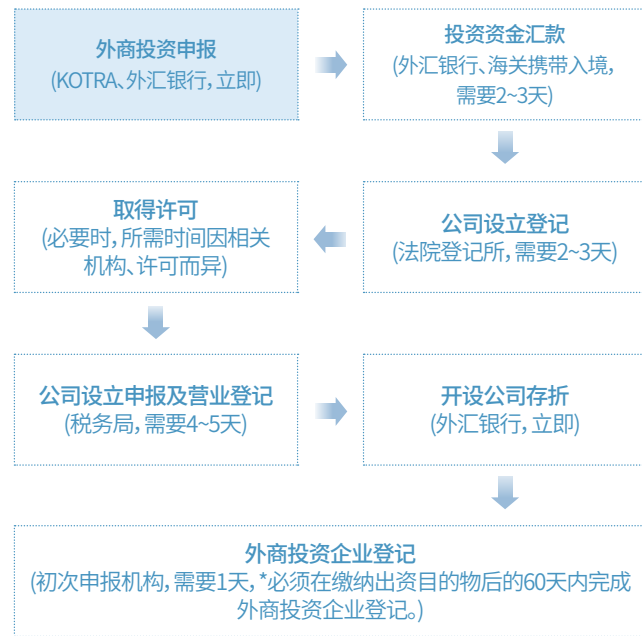 外商投资申报
(KOTRA、外汇银行，立即)
投资资金汇款
(外汇银行、海关携带入境，
需要2~3天)
公司设立登记
(法院登记所，需要2~3天)
取得许可
(必要时，所需时间因相关
机构、许可而异)
公司设立申报及营业登记
(税务局，需要4~5天)
开设公司存折
(外汇银行，立即)
外商投资企业登记
(初次申报机构，需要1天，*必须在缴纳出资目的物后的60天内完成
外商投资企业登记。)